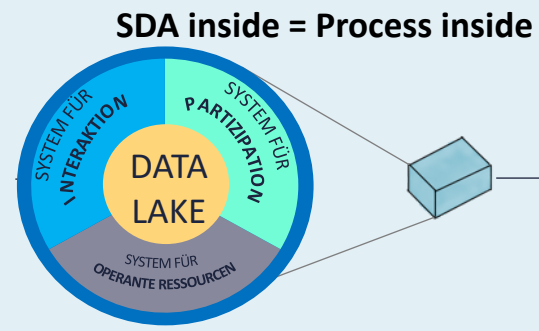 SDA inside = Process inside
SYSTEM FÜR
INTERAKTION
SYSTEM FÜR
PARTIZIPATION
DATA
LAKE
SYSTEM FÜR
OPERANTE RESSOURCEN